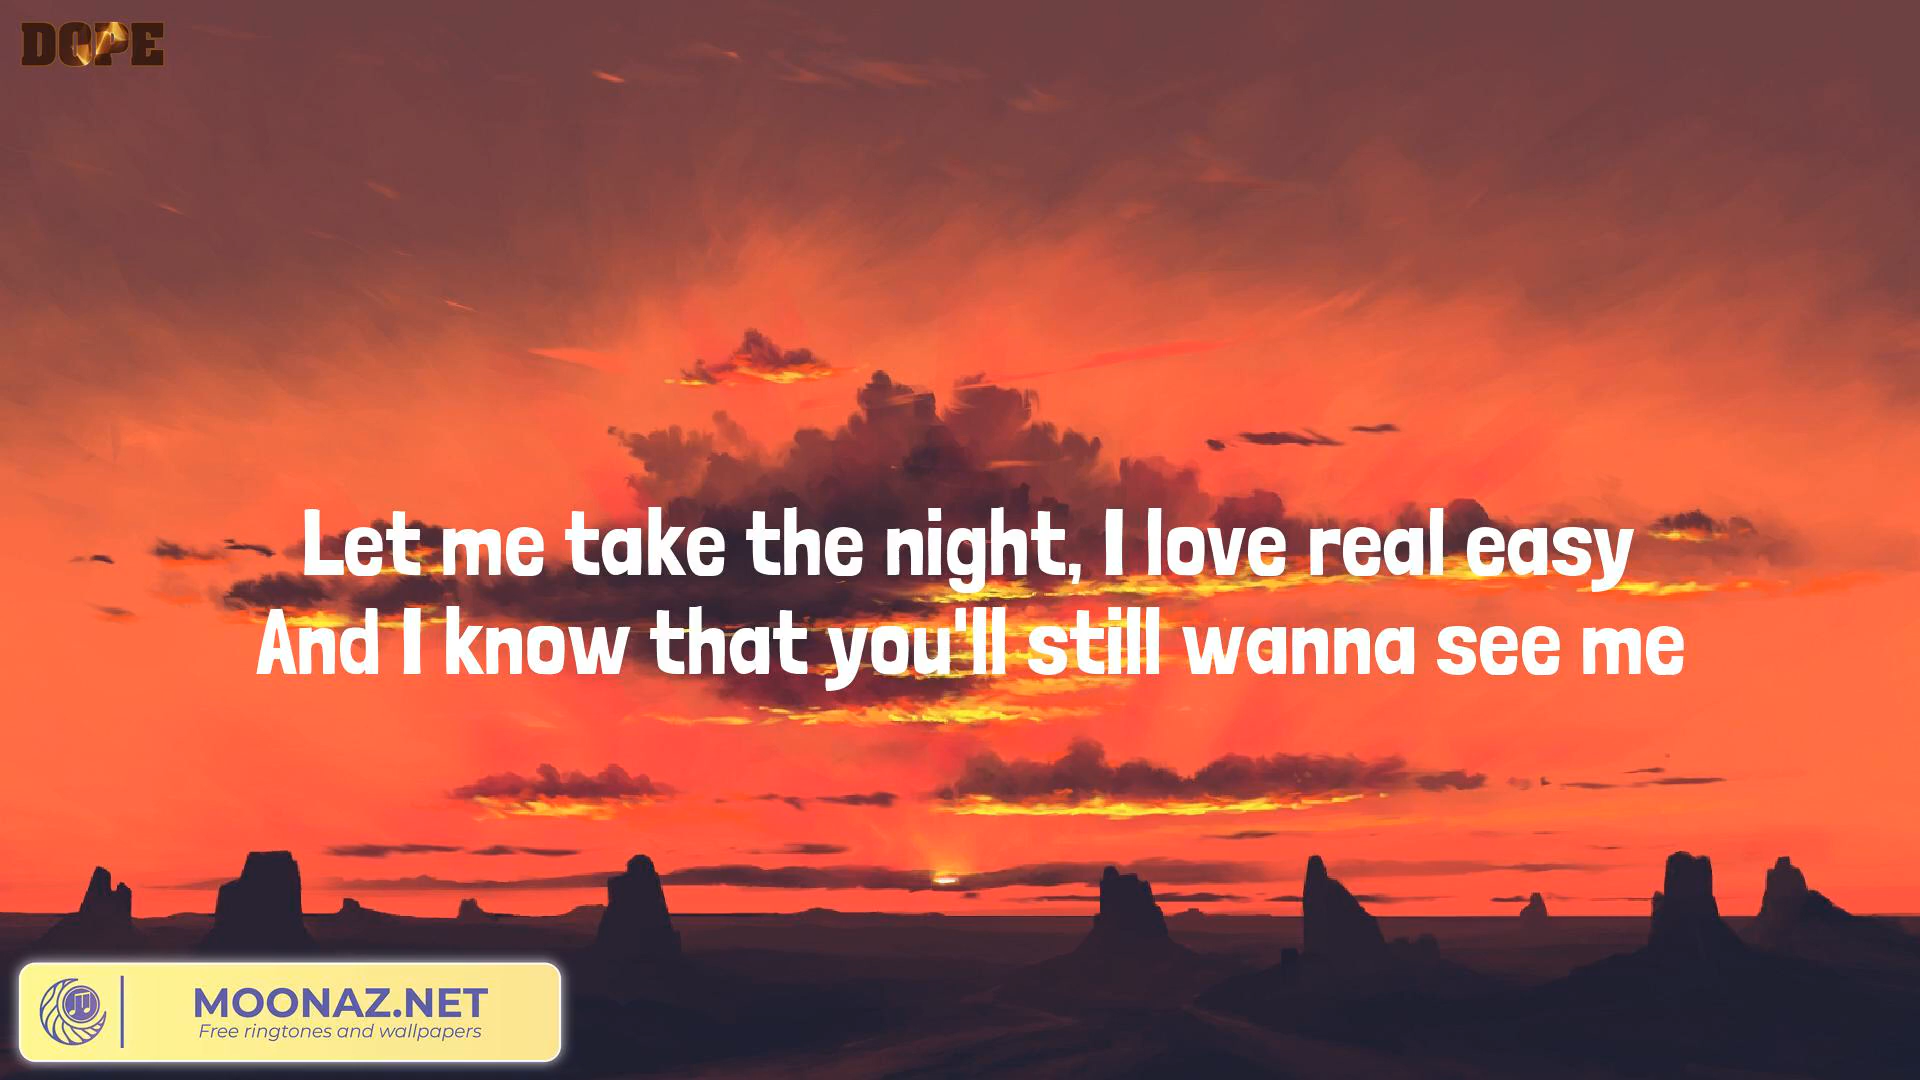 DOPE
Let me take the night, I love real easy
And I know that you'll still wanna see me
MOONAZ.NET
Free ringtones and wallpapers